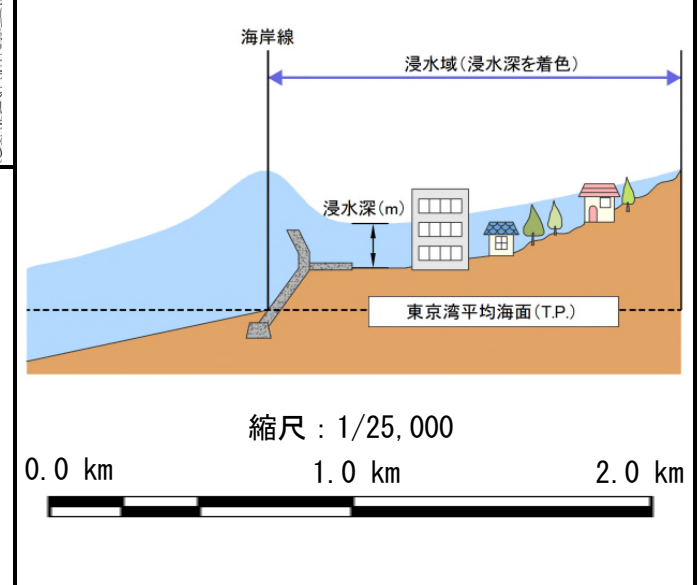 海岸線
浸水域（浸水深を着色）
浸水深（m）
東京湾平均海面（T.P.）
縮尺：1/25,000
0.0 km 1.0 km 2.0 km